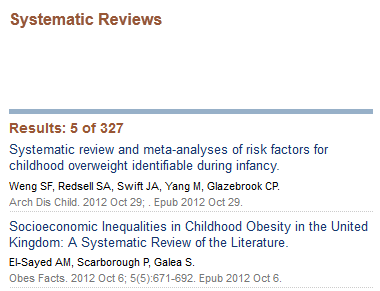 Systematic Reviews
Results: 5 of 327
Systematic review and meta-analyses of risk factors for
childhood overweight identifiable during infancy.
Weng SF, Redsell SA, Swift JA, Yang M, Glazebrook CP.
Arch Dis Child. 2012 Oct 29; . Epub 2012 Oct 29.
Socioeconomic Inequalities in Childhood Obesity in the United
Kingdom: A Systematic Review of the Literature.
El-Sayed AM, Scarborough P, Galea S.
Obes Facts. 2012 Oct 6; 5(5):671-692. Epub 2012 Oct 6.